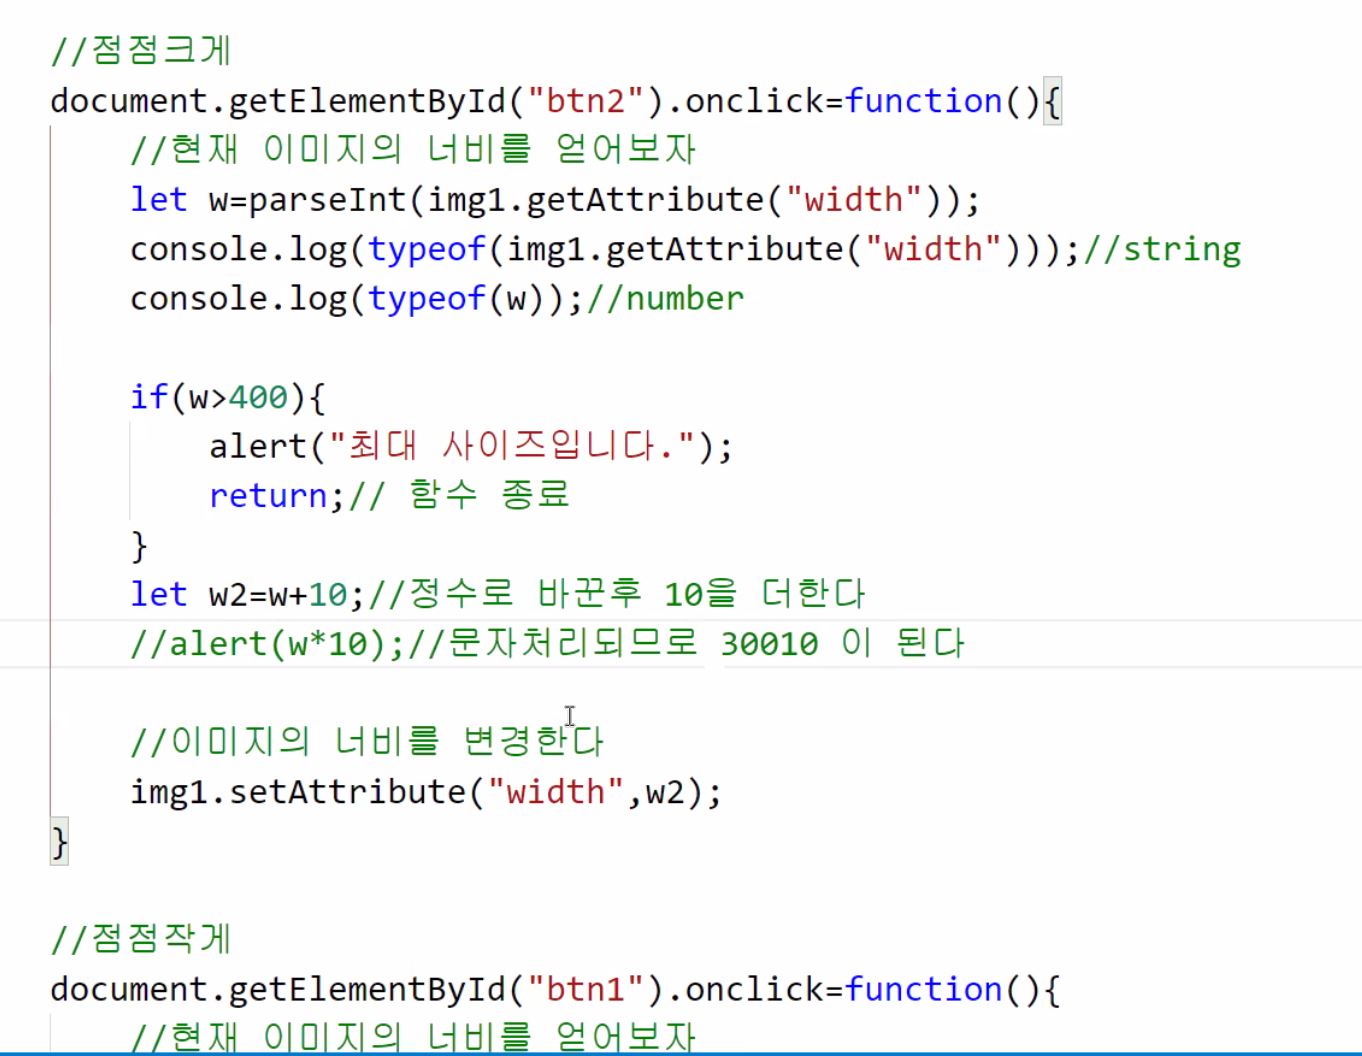 //점점크게
document.getElementById("btn2").onclick=function(){
//현재 이미지의 너비를 얻어보자
let w=parseInt(img1.getAttribute("width"));
console.log(typeof(img1.getAttribute("width")));//string
console.log(typeof(w));//number
if(w>400){
alert("최대 사이즈입니다.");
return;// 함수 종료
}
let w2=w+10;//정수로 바꾼후 10을 더한다
//alert(w*10);//문자처리되므로 30010 이 된다
//이미지의 너비를 변경한다
img1.setAttribute("width",w2);
}
//점점작게
document.getElementById("btn1").onclick=function(){
//현재 이미지의 너비를 얻어보자